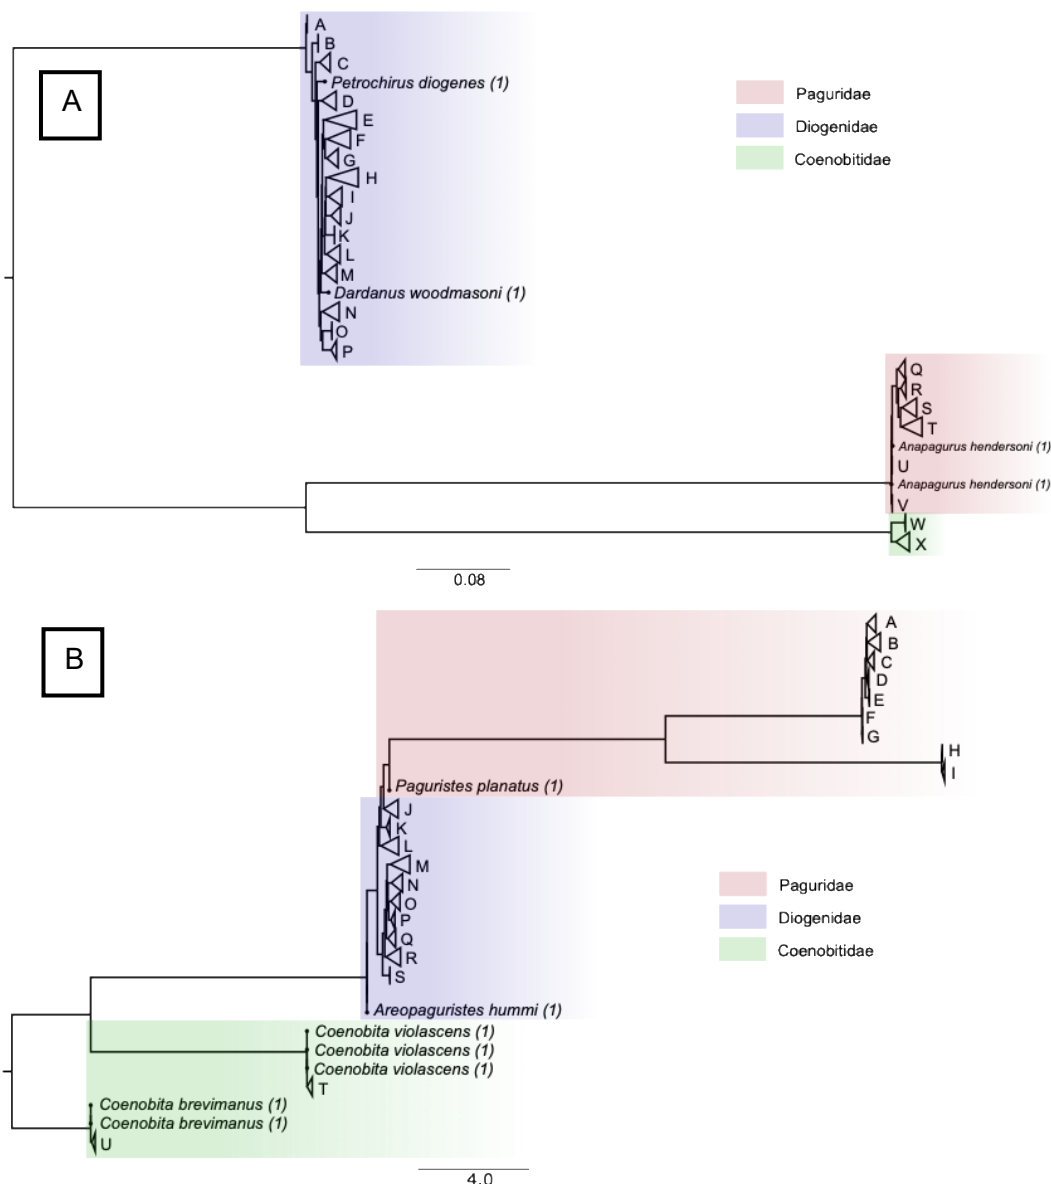 A
A
B
C
Petrochirus diogenes (1)
D
E
F
G
H
I
J
K
L
M
Dardanus woodmasoni (1)
N
O
P
Paguridae
Diogenidae
Coenobitidae
Q
R
S
T
Anapagurus hendersoni (1)
U
Anapagurus hendersoni (1)
V
W
X
0.08
B
A
B
C
D
E
F
G
H
I
Paguristes planatus (1)
J
K
L
M
N
O
P
Q
R
S
Areopaguristes hummi (1)
Paguridae
Diogenidae
Coenobitidae
Coenobita violascens (1)
Coenobita violascens (1)
Coenobita violascens (1)
T
Coenobita brevimanus (1)
Coenobita brevimanus (1)
U
4.0